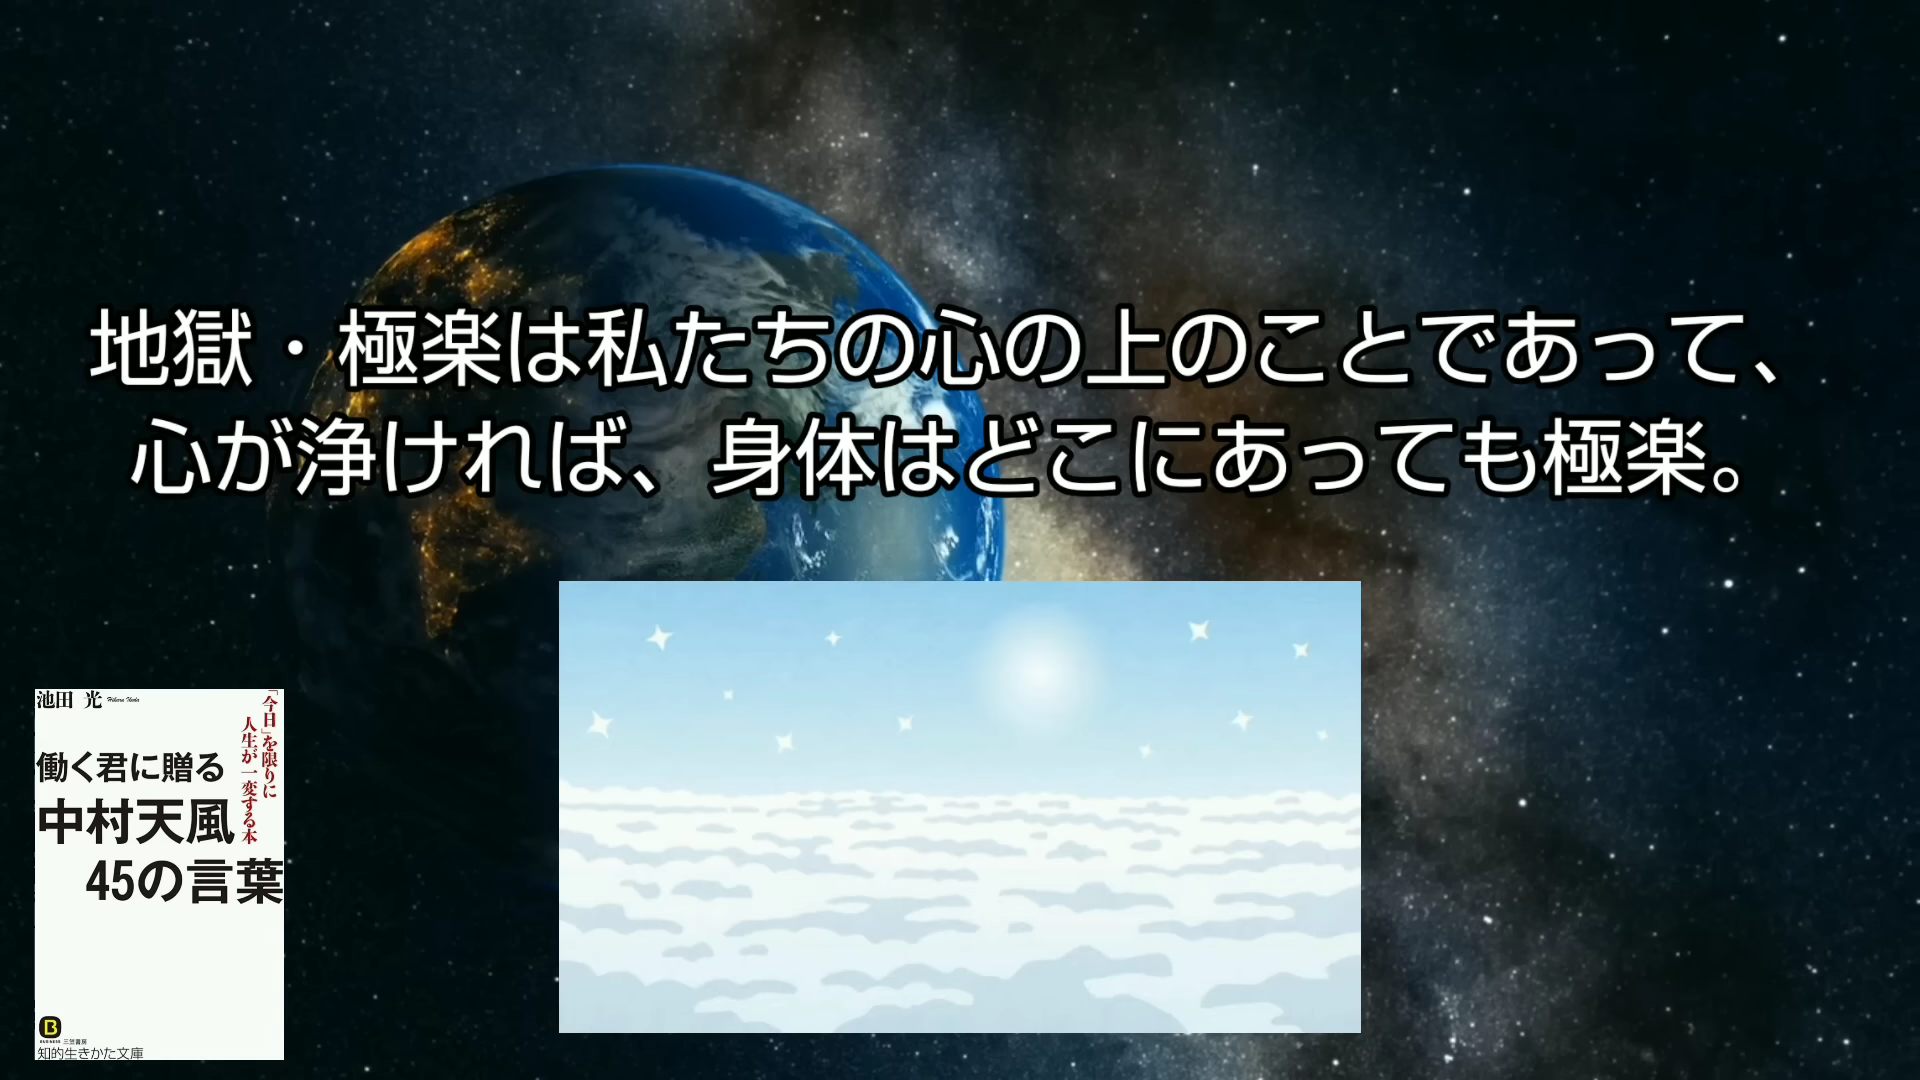 地獄・極楽は私たちの心の上のことであって、
心が浄ければ、身体はどこにあっても極楽。
池田 光 Hikaru Ikeda
「今日」を限りに
人生が一変する本
働く君に贈る
中村天風
45の言葉
B
BUSINESS 三笠書房
知的生きかた文庫